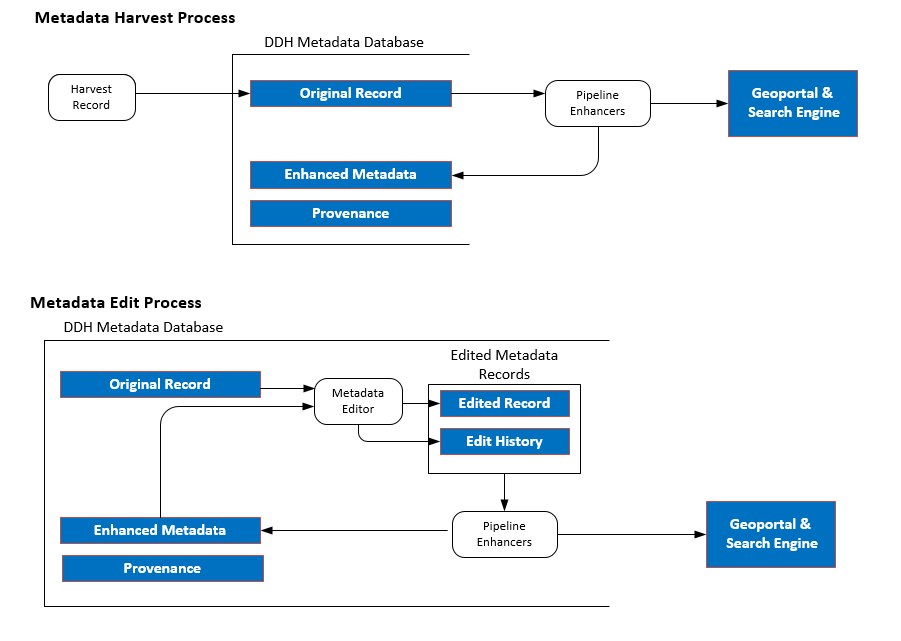 Metadata Harvest Process
DDH Metadata Database
Harvest
Record
Original Record
Pipeline
Enhancers
Geoportal &
Search Engine
Enhanced Metadata
Provenance
Metadata Edit Process
DDH Metadata Database
Edited Metadata
Records
Original Record
Metadata
Editor
Edited Record
Edit History
Enhanced Metadata
Pipeline
Enhancers
Geoportal &
Search Engine
Provenance